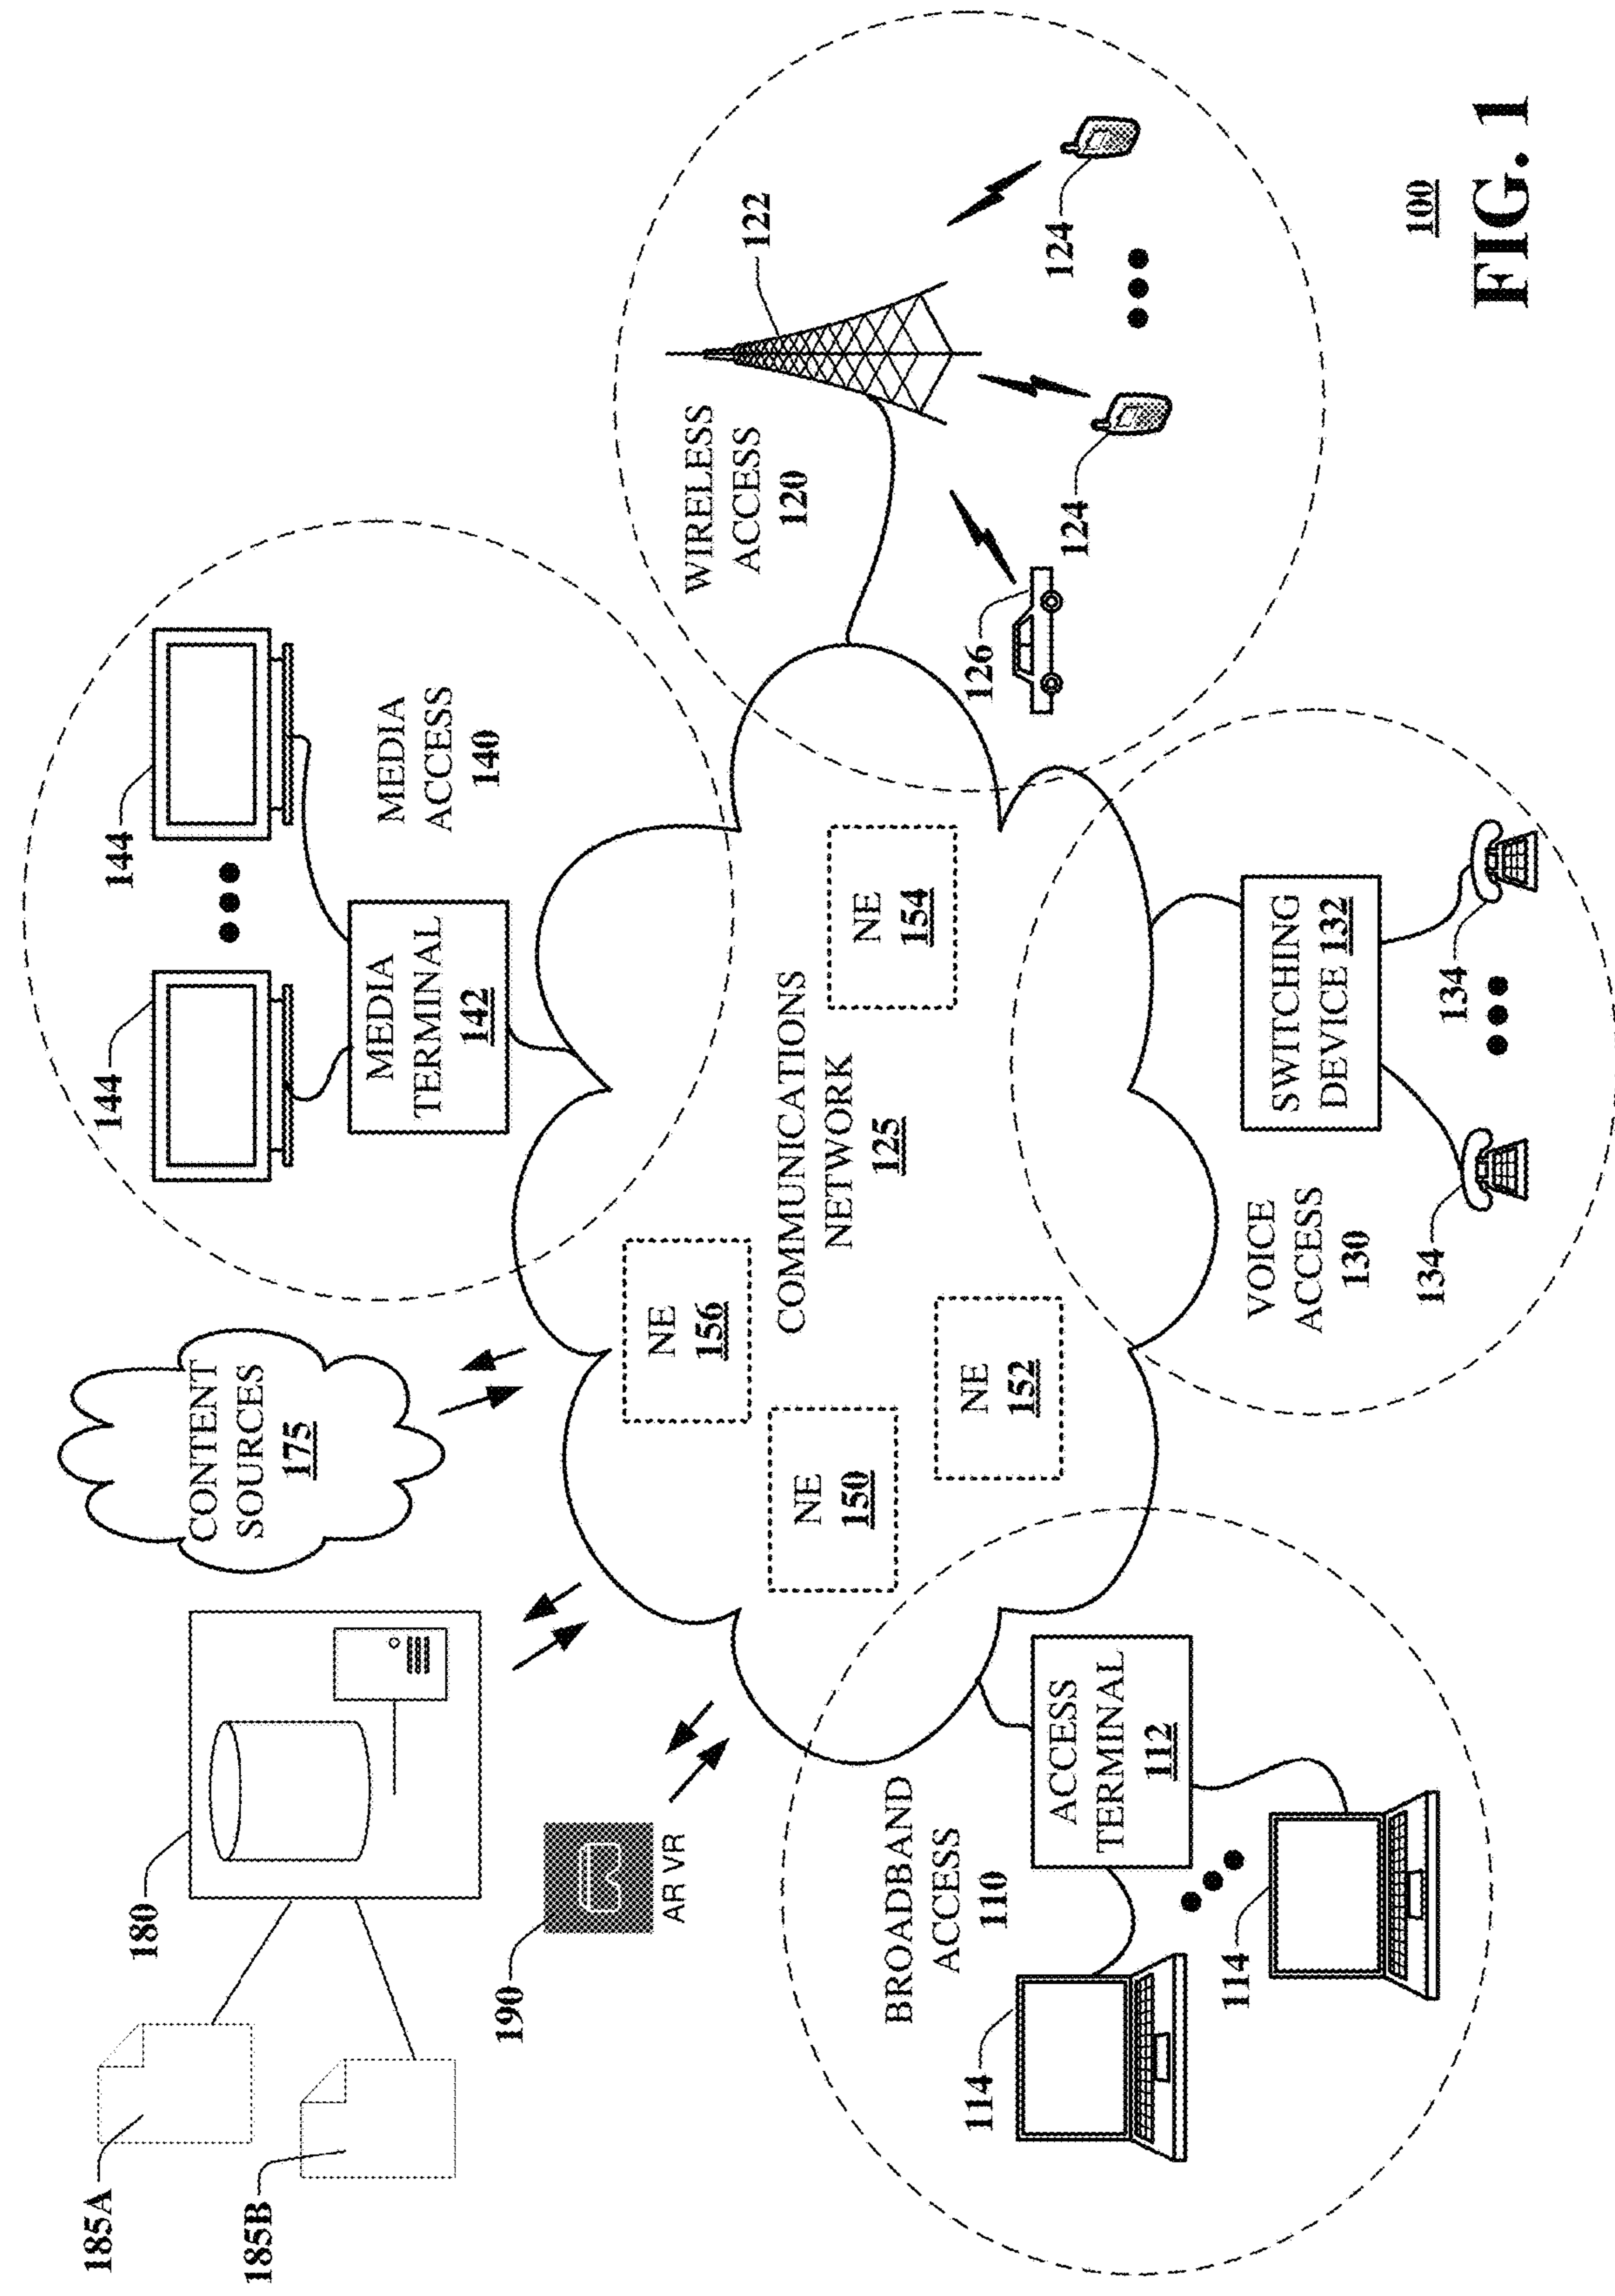 185A
185B
180
190
AR VR
CONTENT
SOURCES
175
144
144
MEDIA
TERMINAL
142
MEDIA
ACCESS
140
WIRELESS
ACCESS
120
122
124
124
126
NE
156
NE
150
NE
152
COMMUNICATIONS
NETWORK
125
NE
154
BROADBAND
ACCESS
110
ACCESS
TERMINAL
112
114
114
VOICE
ACCESS
130
SWITCHING
DEVICE 132
134
134
100
FIG. 1